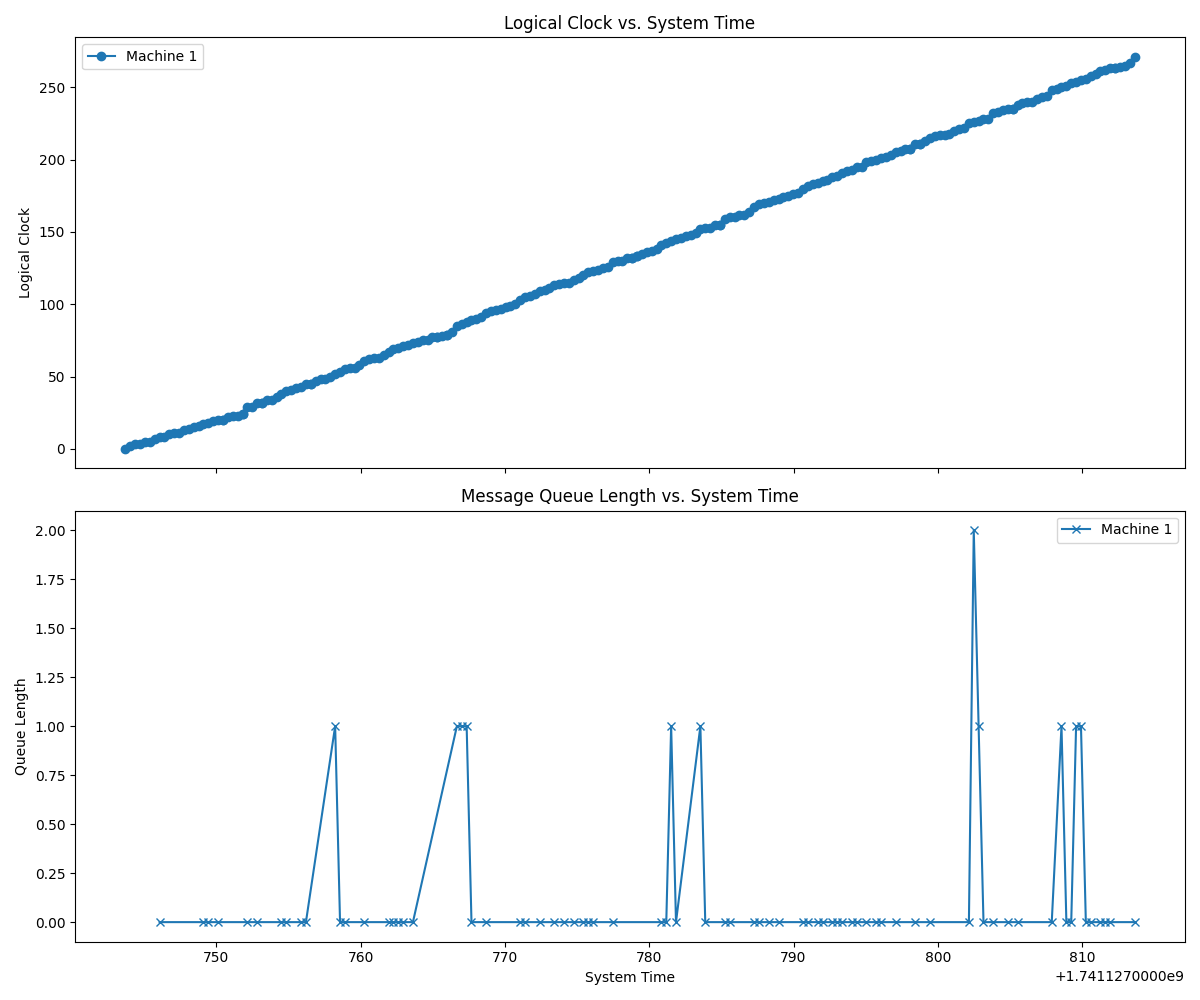 Logical Clock vs. System Time
Machine 1
Logical Clock
250
200
150
100
50
0
Message Queue Length vs. System Time
Machine 1
Queue Length
2.00
1.75
1.50
1.25
1.00
0.75
0.50
0.25
0.00
750 760 770 780 790 800 810
System Time
+1.7411270000e9